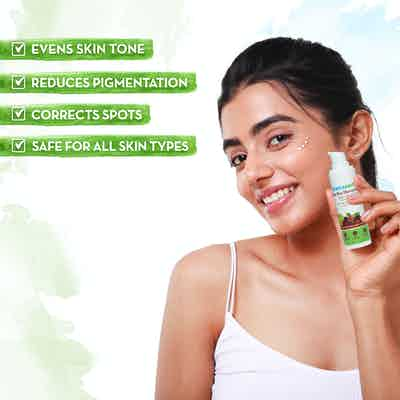 EVENS SKIN TONE
REDUCES PIGMENTATION
CORRECTS SPOTS
SAFE FOR ALL SKIN TYPES